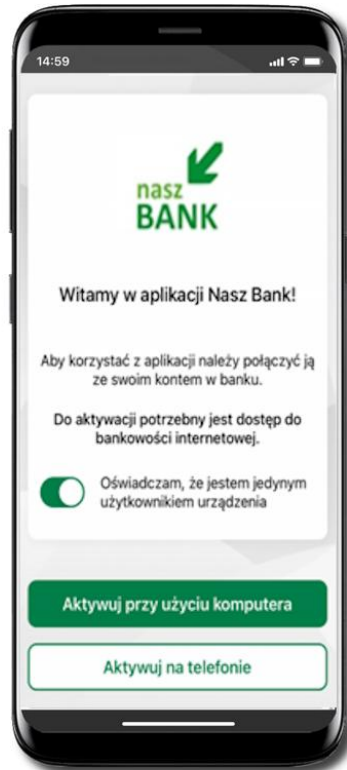 14:59
nasz
BANK
Witamy w aplikacji Nasz Bank!
Aby korzystać z aplikacji należy połączyć ją
ze swoim kontem w banku.
Do aktywacji potrzebny jest dostęp do
bankowości internetowej.
Oświadczam, że jestem jedynym
użytkownikiem urządzenia
Aktywuj przy użyciu komputera
Aktywuj na telefonie